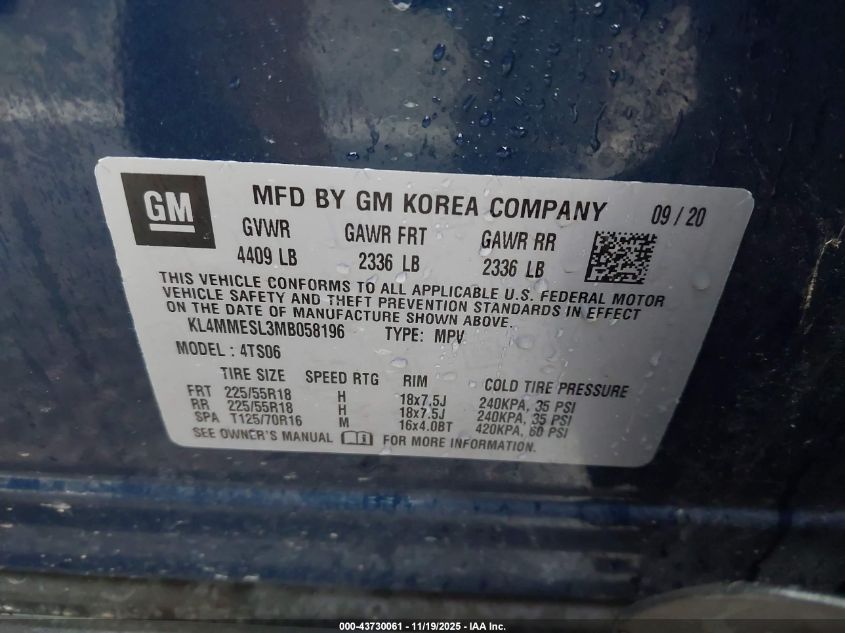 GM
MFD BY GM KOREA COMPANY 09 / 20
GVWR GAWR FRT GAWR RR
4409 LB 2336 LB 2336 LB
THIS VEHICLE CONFORMS TO ALL APPLICABLE U.S. FEDERAL MOTOR
VEHICLE SAFETY AND THEFT PREVENTION STANDARDS IN EFFECT
ON THE DATE OF MANUFACTURE SHOWN ABOVE.
KL4MMESL3MB058196 TYPE: MPV
MODEL : 4TS06
TIRE SIZE SPEED RTG RIM COLD TIRE PRESSURE
FRT 225/55R18 H 18x7.5J 240KPA, 35 PSI
RR 225/55R18 H 18x7.5J 240KPA, 35 PSI
SPA T125/70R16 M 16x4.0BT 420KPA, 60 PSI
SEE OWNER'S MANUAL FOR MORE INFORMATION.
000-43730061 - 11/19/2025 - IAA Inc.